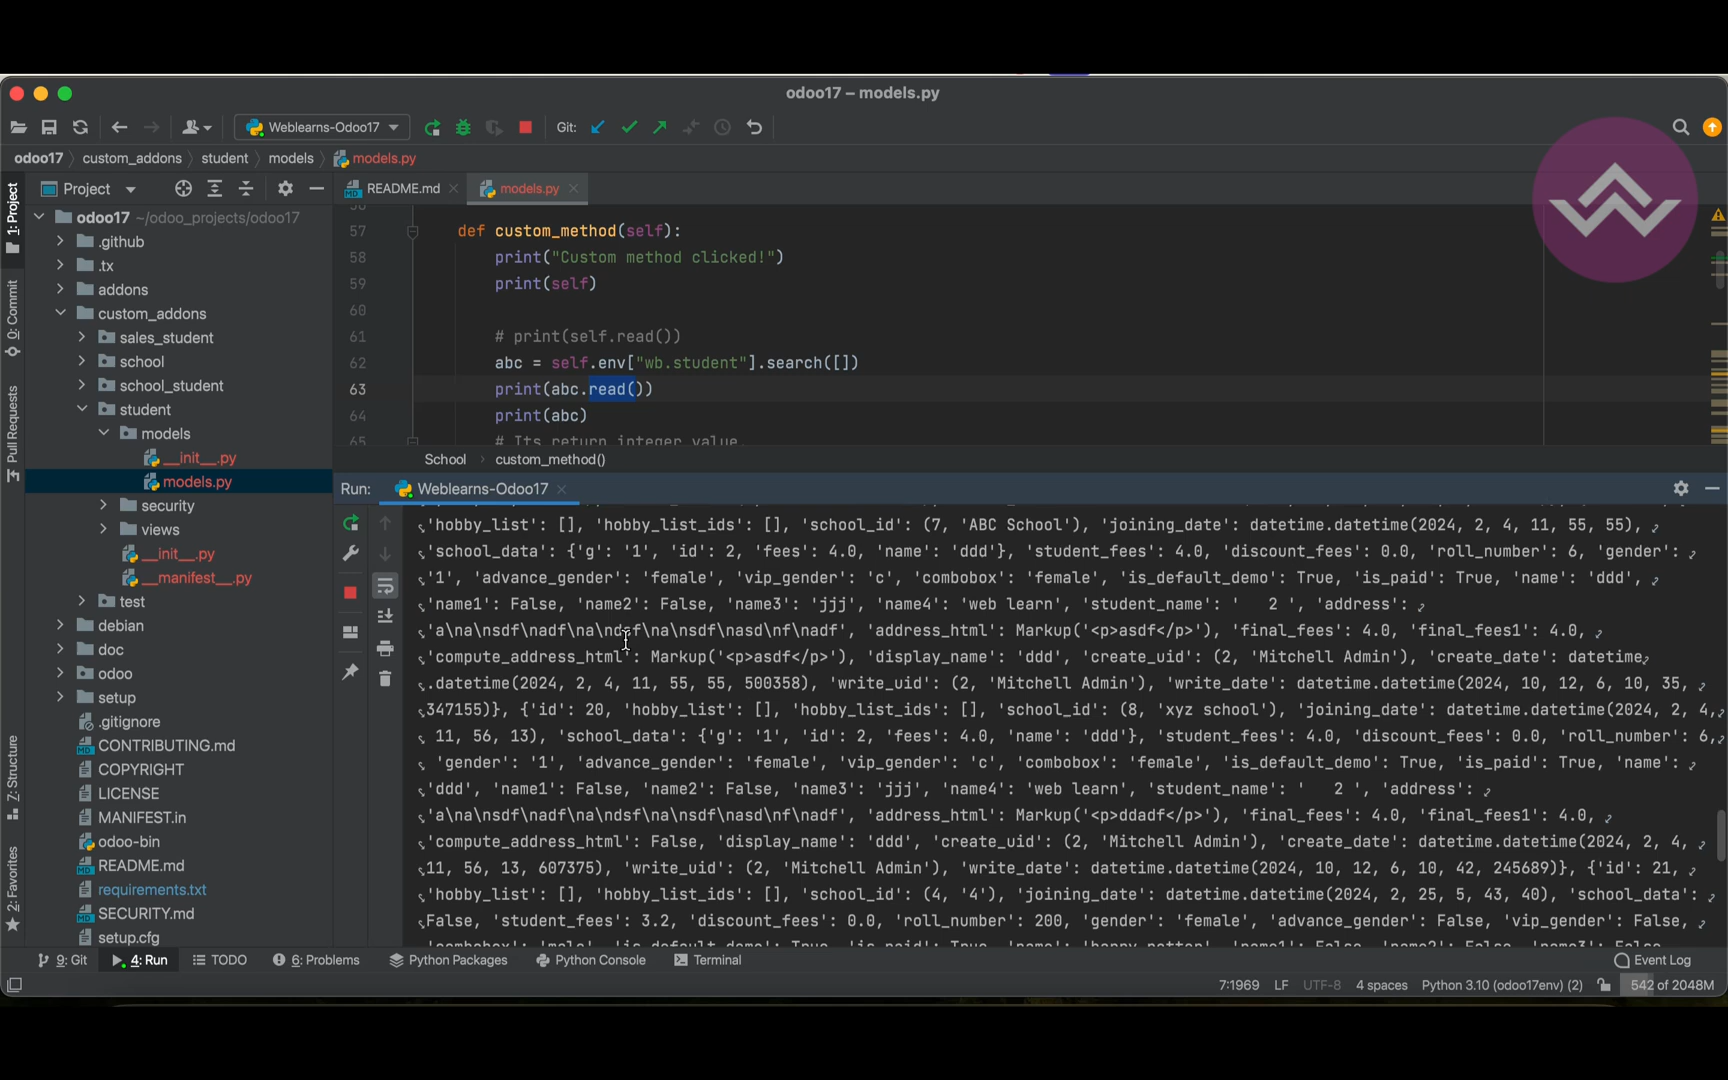 odoo17 – models.py
Weblearns-Odoo17
Git:
odoo17 custom_addons student models models.py
Project
README.md
models.py
1: Project
0: Commit
Pull Requests
7: Structure
2: Favorites
odoo17 ~/odoo_projects/odoo17
.github
.tx
addons
custom_addons
sales_student
school
school_student
student
models
__init__.py
models.py
security
views
__init__.py
__manifest__.py
test
debian
doc
odoo
setup
.gitignore
CONTRIBUTING.md
COPYRIGHT
LICENSE
MANIFEST.in
odoo-bin
README.md
requirements.txt
SECURITY.md
setup.cfg
57 def custom_method(self):
58 print("Custom method clicked!")
59 print(self)
60
61 # print(self.read())
62 abc = self.env["wb.student"].search([])
63 print(abc.read())
64 print(abc)
65 # Its return integer value.
School custom_method()
Run: Weblearns-Odoo17
'hobby_list': [], 'hobby_list_ids': [], 'school_id': (7, 'ABC School'), 'joining_date': datetime.datetime(2024, 2, 4, 11, 55, 55),
'school_data': {'g': '1', 'id': 2, 'fees': 4.0, 'name': 'ddd'}, 'student_fees': 4.0, 'discount_fees': 0.0, 'roll_number': 6, 'gender':
'1', 'advance_gender': 'female', 'vip_gender': 'c', 'combobox': 'female', 'is_default_demo': True, 'is_paid': True, 'name': 'ddd',
'name1': False, 'name2': False, 'name3': 'jjj', 'name4': 'web learn', 'student_name': '   2 ', 'address':
'a\na\nsdf\nadf\na\ndsf\na\nsdf\nasd\nf\nadf', 'address_html': Markup('<p>asdf</p>'), 'final_fees': 4.0, 'final_fees1': 4.0,
'compute_address_html': Markup('<p>asdf</p>'), 'display_name': 'ddd', 'create_uid': (2, 'Mitchell Admin'), 'create_date': datetime
.datetime(2024, 2, 4, 11, 55, 55, 500358), 'write_uid': (2, 'Mitchell Admin'), 'write_date': datetime.datetime(2024, 10, 12, 6, 10, 35,
347155)}, {'id': 20, 'hobby_list': [], 'hobby_list_ids': [], 'school_id': (8, 'xyz school'), 'joining_date': datetime.datetime(2024, 2, 4,
11, 56, 13), 'school_data': {'g': '1', 'id': 2, 'fees': 4.0, 'name': 'ddd'}, 'student_fees': 4.0, 'discount_fees': 0.0, 'roll_number': 6,
'gender': '1', 'advance_gender': 'female', 'vip_gender': 'c', 'combobox': 'female', 'is_default_demo': True, 'is_paid': True, 'name':
'ddd', 'name1': False, 'name2': False, 'name3': 'jjj', 'name4': 'web learn', 'student_name': '   2 ', 'address':
'a\na\nsdf\nadf\na\ndsf\na\nsdf\nasd\nf\nadf', 'address_html': Markup('<p>ddadf</p>'), 'final_fees': 4.0, 'final_fees1': 4.0,
'compute_address_html': False, 'display_name': 'ddd', 'create_uid': (2, 'Mitchell Admin'), 'create_date': datetime.datetime(2024, 2, 4,
11, 56, 13, 607375), 'write_uid': (2, 'Mitchell Admin'), 'write_date': datetime.datetime(2024, 10, 12, 6, 10, 42, 245689)}, {'id': 21,
'hobby_list': [], 'hobby_list_ids': [], 'school_id': (4, '4'), 'joining_date': datetime.datetime(2024, 2, 25, 5, 43, 40), 'school_data':
False, 'student_fees': 3.2, 'discount_fees': 0.0, 'roll_number': 200, 'gender': 'female', 'advance_gender': False, 'vip_gender': False,
9: Git 4: Run TODO 6: Problems Python Packages Python Console Terminal Event Log
7:1969 LF UTF-8 4 spaces Python 3.10 (odoo17env) (2) 542 of 2048M